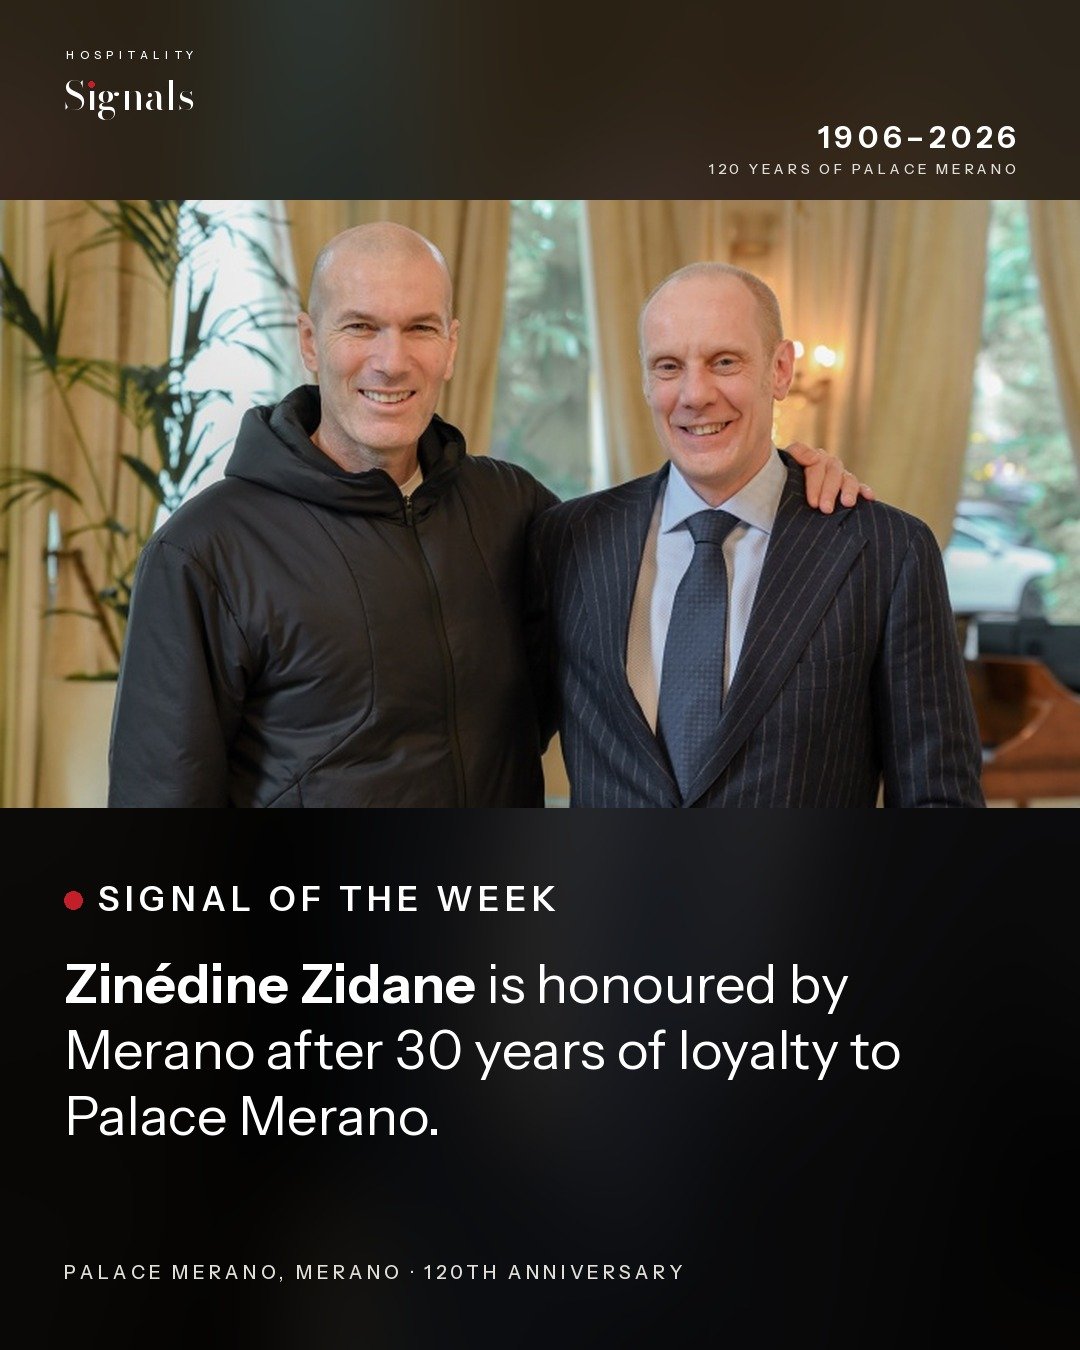 HOSPITALITY
Signals
1906–2026
120 YEARS OF PALACE MERANO
SIGNAL OF THE WEEK
Zinédine Zidane is honoured by
Merano after 30 years of loyalty to
Palace Merano.
PALACE MERANO, MERANO · 120TH ANNIVERSARY